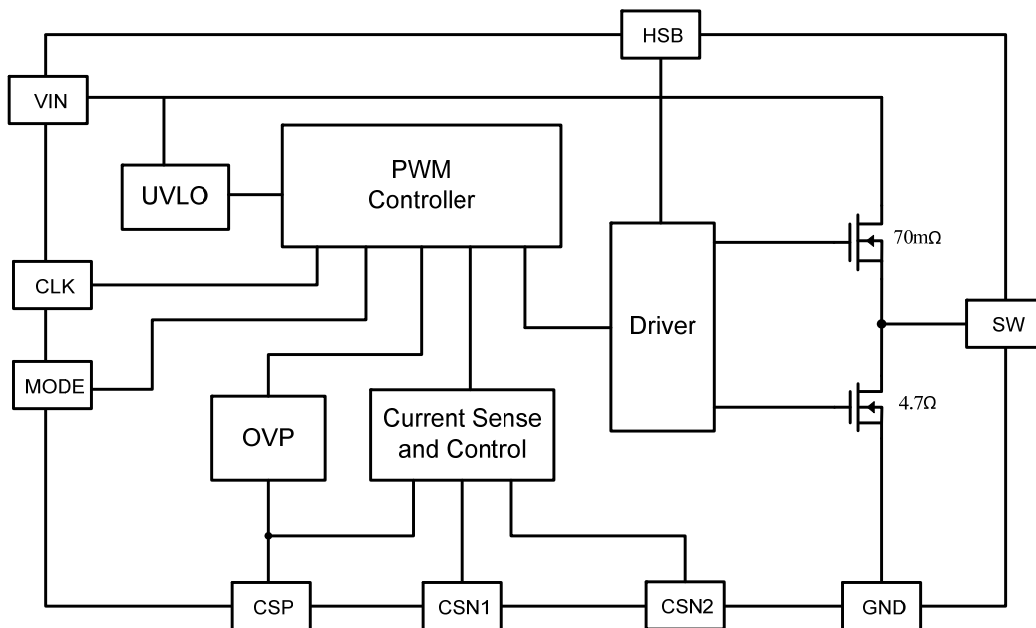 HSB
VIN
PWM
Controller
UVLO
70mΩ
CLK
Driver
SW
MODE
4.7Ω
OVP
Current Sense
and Control
CSP
CSN1
CSN2
GND